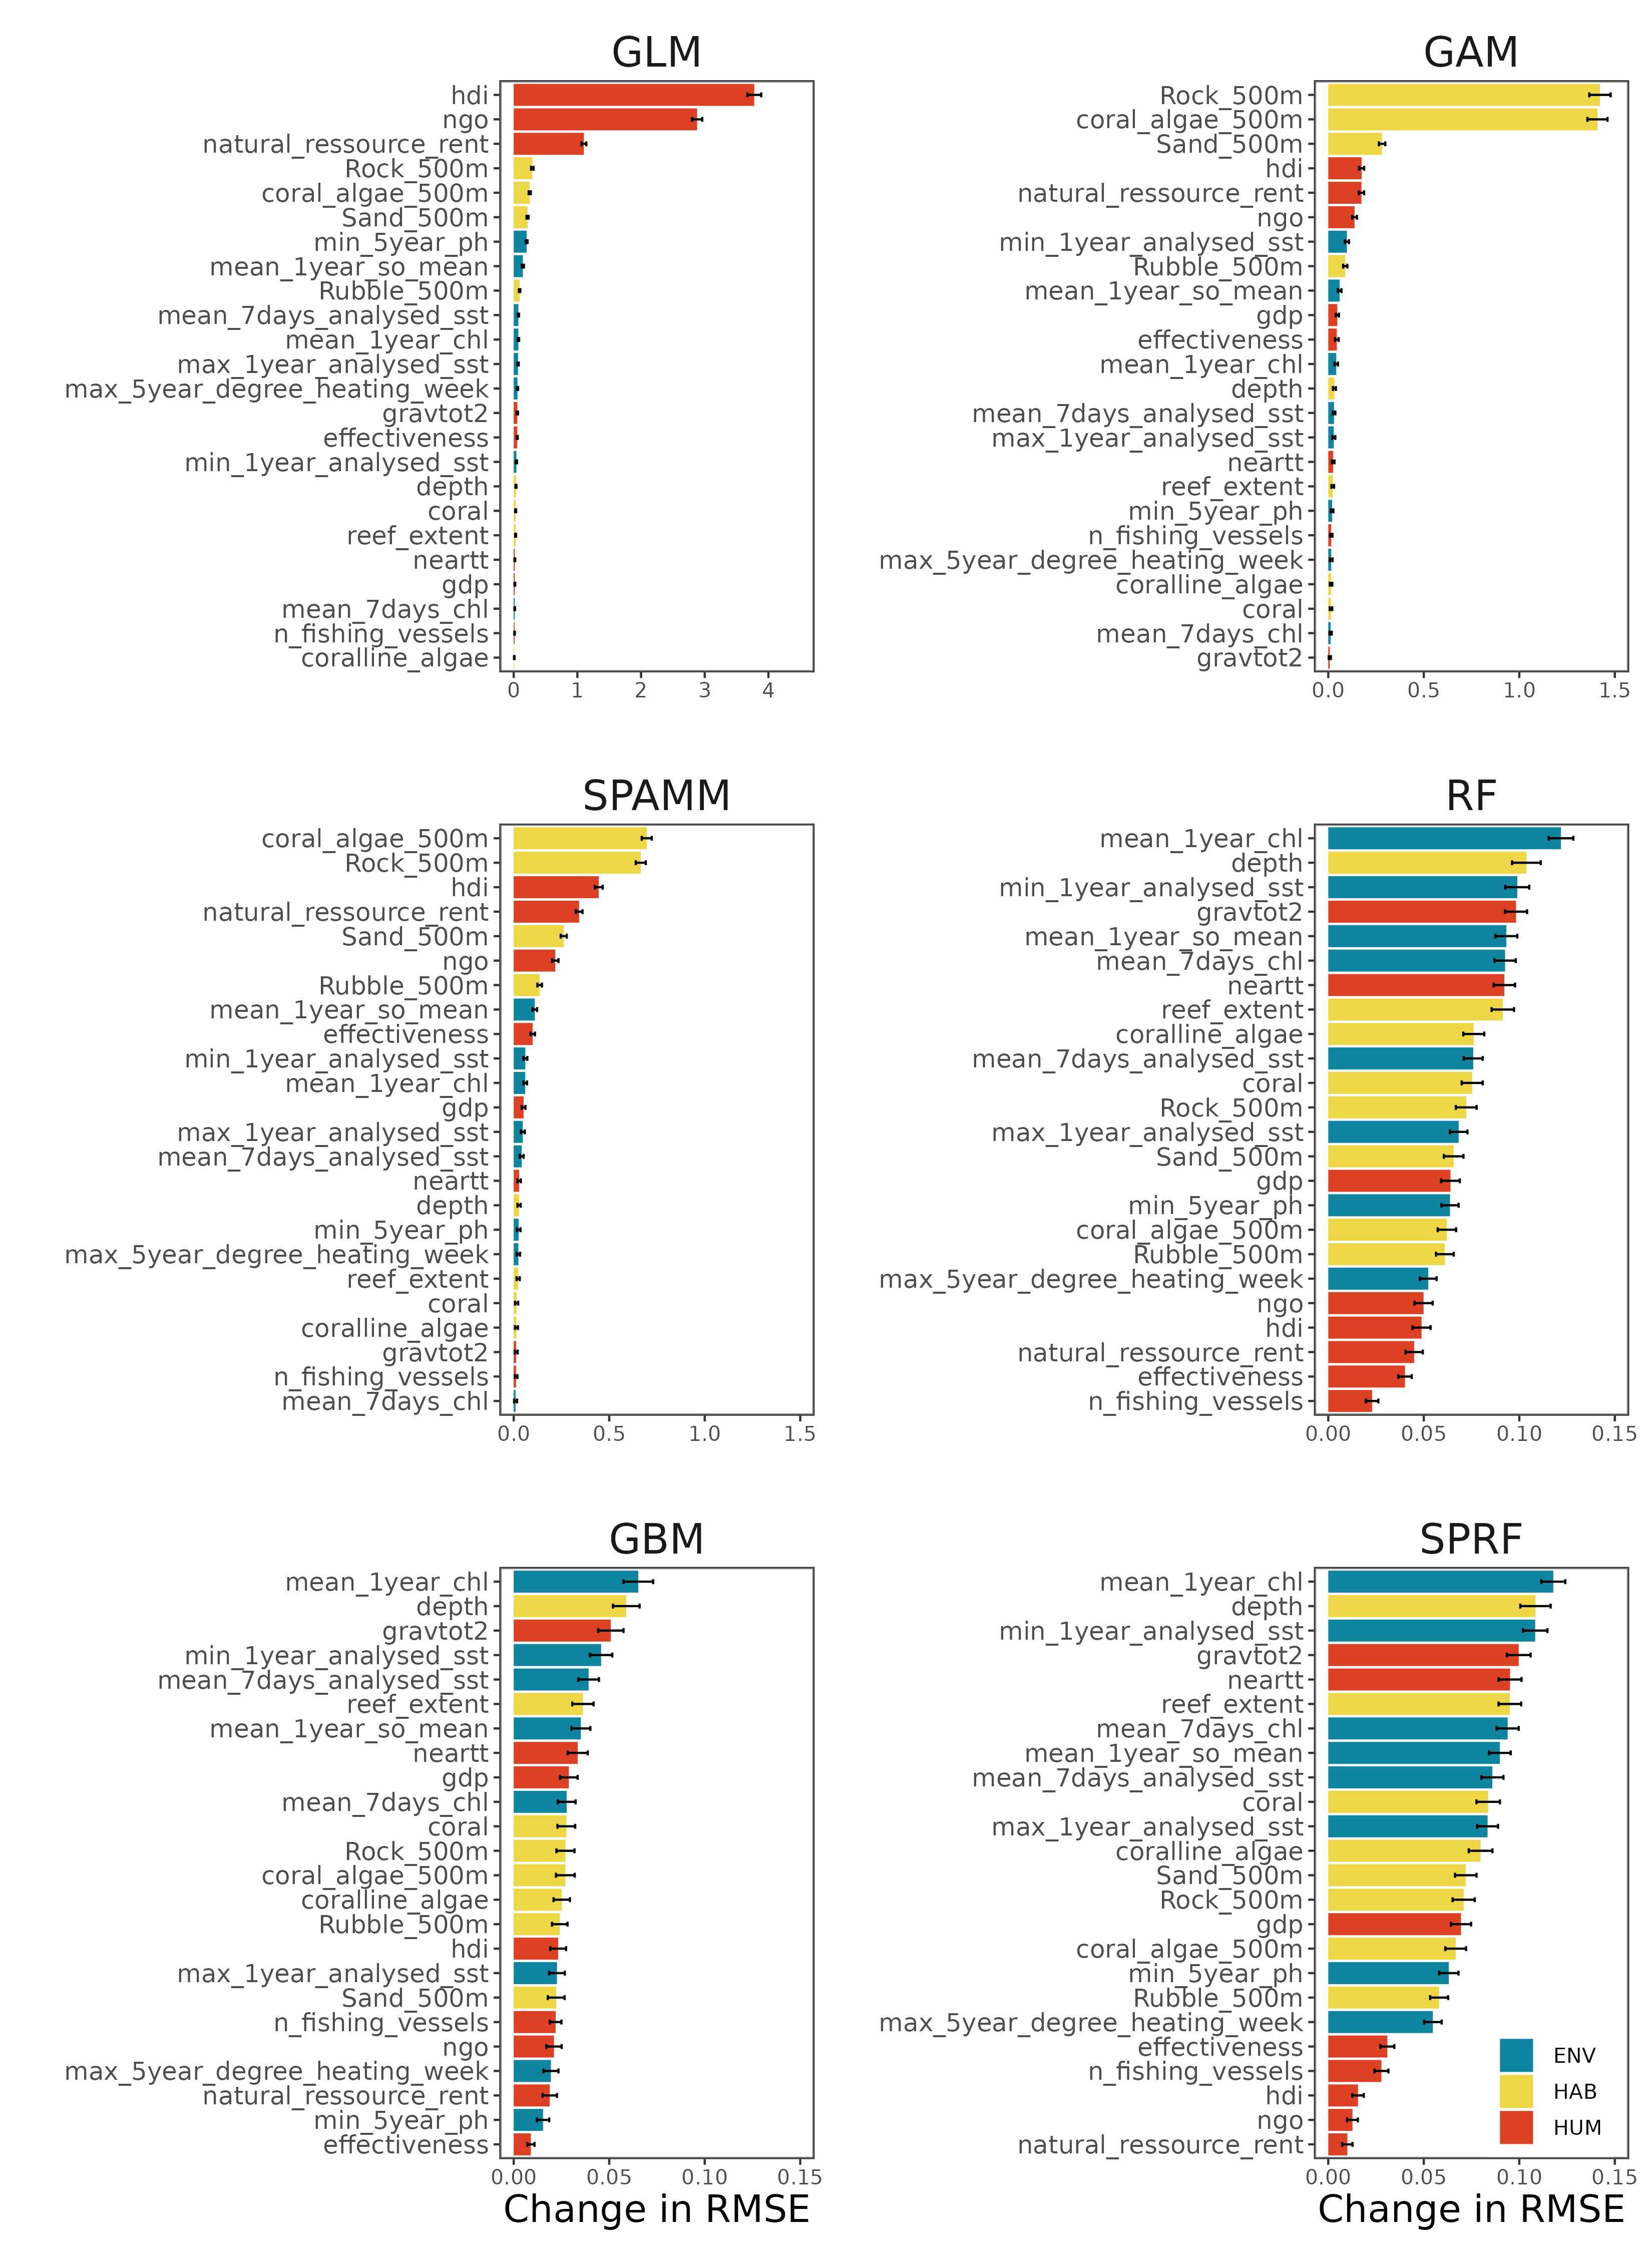 GLM
hdi
ngo
natural_ressource_rent
Rock_500m
coral_algae_500m
Sand_500m
min_5year_ph
mean_1year_so_mean
Rubble_500m
mean_7days_analysed_sst
mean_1year_chl
max_1year_analysed_sst
max_5year_degree_heating_week
gravtot2
effectiveness
min_1year_analysed_sst
depth
coral
reef_extent
neartt
gdp
mean_7days_chl
n_fishing_vessels
coralline_algae
0 1 2 3 4
GAM
Rock_500m
coral_algae_500m
Sand_500m
hdi
natural_ressource_rent
ngo
min_1year_analysed_sst
Rubble_500m
mean_1year_so_mean
gdp
effectiveness
mean_1year_chl
depth
mean_7days_analysed_sst
max_1year_analysed_sst
neartt
reef_extent
min_5year_ph
n_fishing_vessels
max_5year_degree_heating_week
coralline_algae
coral
mean_7days_chl
gravtot2
0.0 0.5 1.0 1.5
SPAMM
coral_algae_500m
Rock_500m
hdi
natural_ressource_rent
Sand_500m
ngo
Rubble_500m
mean_1year_so_mean
effectiveness
min_1year_analysed_sst
mean_1year_chl
gdp
max_1year_analysed_sst
mean_7days_analysed_sst
neartt
depth
min_5year_ph
max_5year_degree_heating_week
reef_extent
coral
coralline_algae
gravtot2
n_fishing_vessels
mean_7days_chl
0.0 0.5 1.0 1.5
RF
mean_1year_chl
depth
min_1year_analysed_sst
gravtot2
mean_1year_so_mean
mean_7days_chl
neartt
reef_extent
coralline_algae
mean_7days_analysed_sst
coral
Rock_500m
max_1year_analysed_sst
Sand_500m
gdp
min_5year_ph
coral_algae_500m
Rubble_500m
max_5year_degree_heating_week
ngo
hdi
natural_ressource_rent
effectiveness
n_fishing_vessels
0.00 0.05 0.10 0.15
GBM
mean_1year_chl
depth
gravtot2
min_1year_analysed_sst
mean_7days_analysed_sst
reef_extent
mean_1year_so_mean
neartt
gdp
mean_7days_chl
coral
Rock_500m
coral_algae_500m
coralline_algae
Rubble_500m
hdi
max_1year_analysed_sst
Sand_500m
n_fishing_vessels
ngo
max_5year_degree_heating_week
natural_ressource_rent
min_5year_ph
effectiveness
0.00 0.05 0.10 0.15
Change in RMSE
SPRF
mean_1year_chl
depth
min_1year_analysed_sst
gravtot2
neartt
reef_extent
mean_7days_chl
mean_1year_so_mean
mean_7days_analysed_sst
coral
max_1year_analysed_sst
coralline_algae
Sand_500m
Rock_500m
gdp
coral_algae_500m
min_5year_ph
Rubble_500m
max_5year_degree_heating_week
effectiveness
n_fishing_vessels
hdi
ngo
natural_ressource_rent
ENV
HAB
HUM
0.00 0.05 0.10 0.15
Change in RMSE